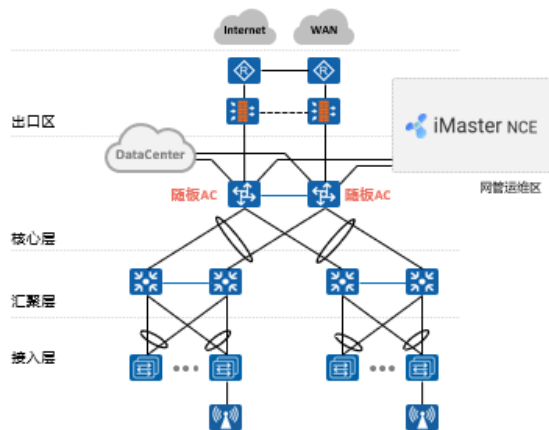 Internet
WAN
出口区
iMaster NCE
DataCenter
网管运维区
随板AC
随板AC
核心层
汇聚层
接入层